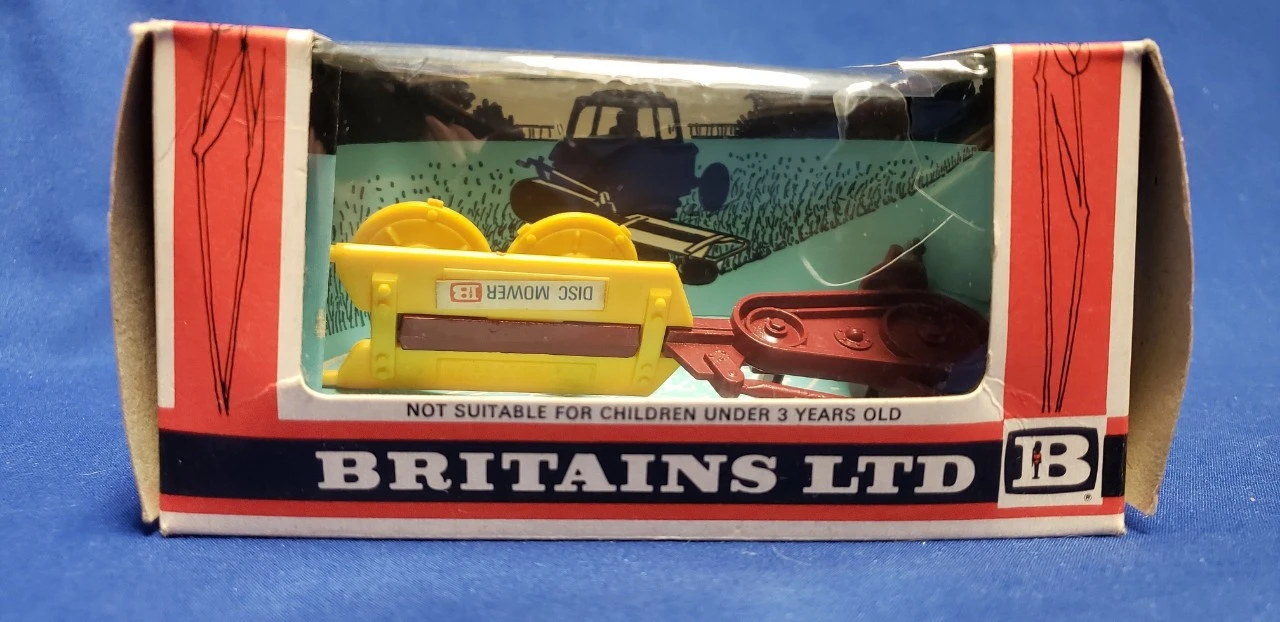 DISC MOWER B
NOT SUITABLE FOR CHILDREN UNDER 3 YEARS OLD
BRITAINS LTD B ®